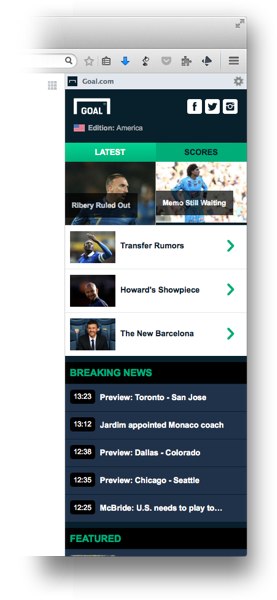 Goal.com
GOAL
Edition: America
LATEST
SCORES
Ribery Ruled Out
Memo Still Waiting
Transfer Rumors
Howard's Showpiece
The New Barcelona
BREAKING NEWS
13:23 Preview: Toronto - San Jose
13:12 Jardim appointed Monaco coach
12:38 Preview: Dallas - Colorado
12:35 Preview: Chicago - Seattle
12:25 McBride: U.S. needs to play to…
FEATURED